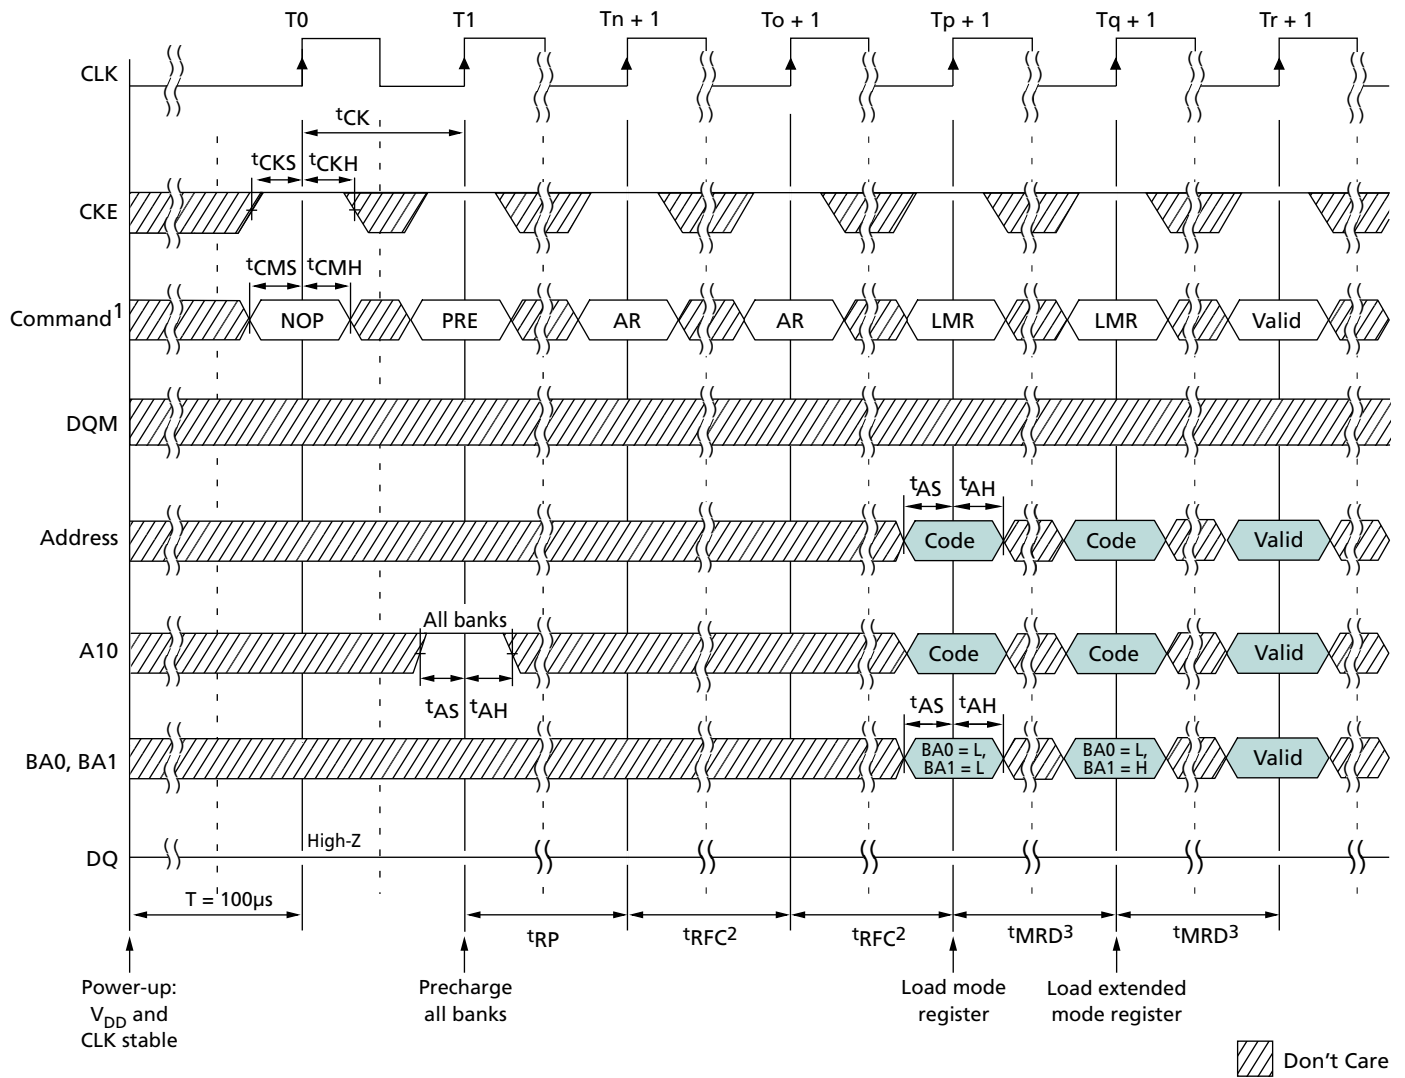 T0 T1 Tn + 1 To + 1 Tp + 1 Tq + 1 Tr + 1
CLK
tCK
tCKS tCKH
CKE
tCMS tCMH
Command1 NOP PRE AR AR LMR LMR Valid
DQM
tAS tAH
Address Code Code Valid
All banks
A10 Code Code Valid
tAS tAH
tAS tAH
BA0, BA1
BA0 = L, BA0 = L,
BA1 = L BA1 = H
Valid
High-Z
DQ
T = 100µs
tRP tRFC2 tRFC2 tMRD3 tMRD3
Power-up:
VDD and
CLK stable
Precharge
all banks
Load mode
register
Load extended
mode register
Don't Care